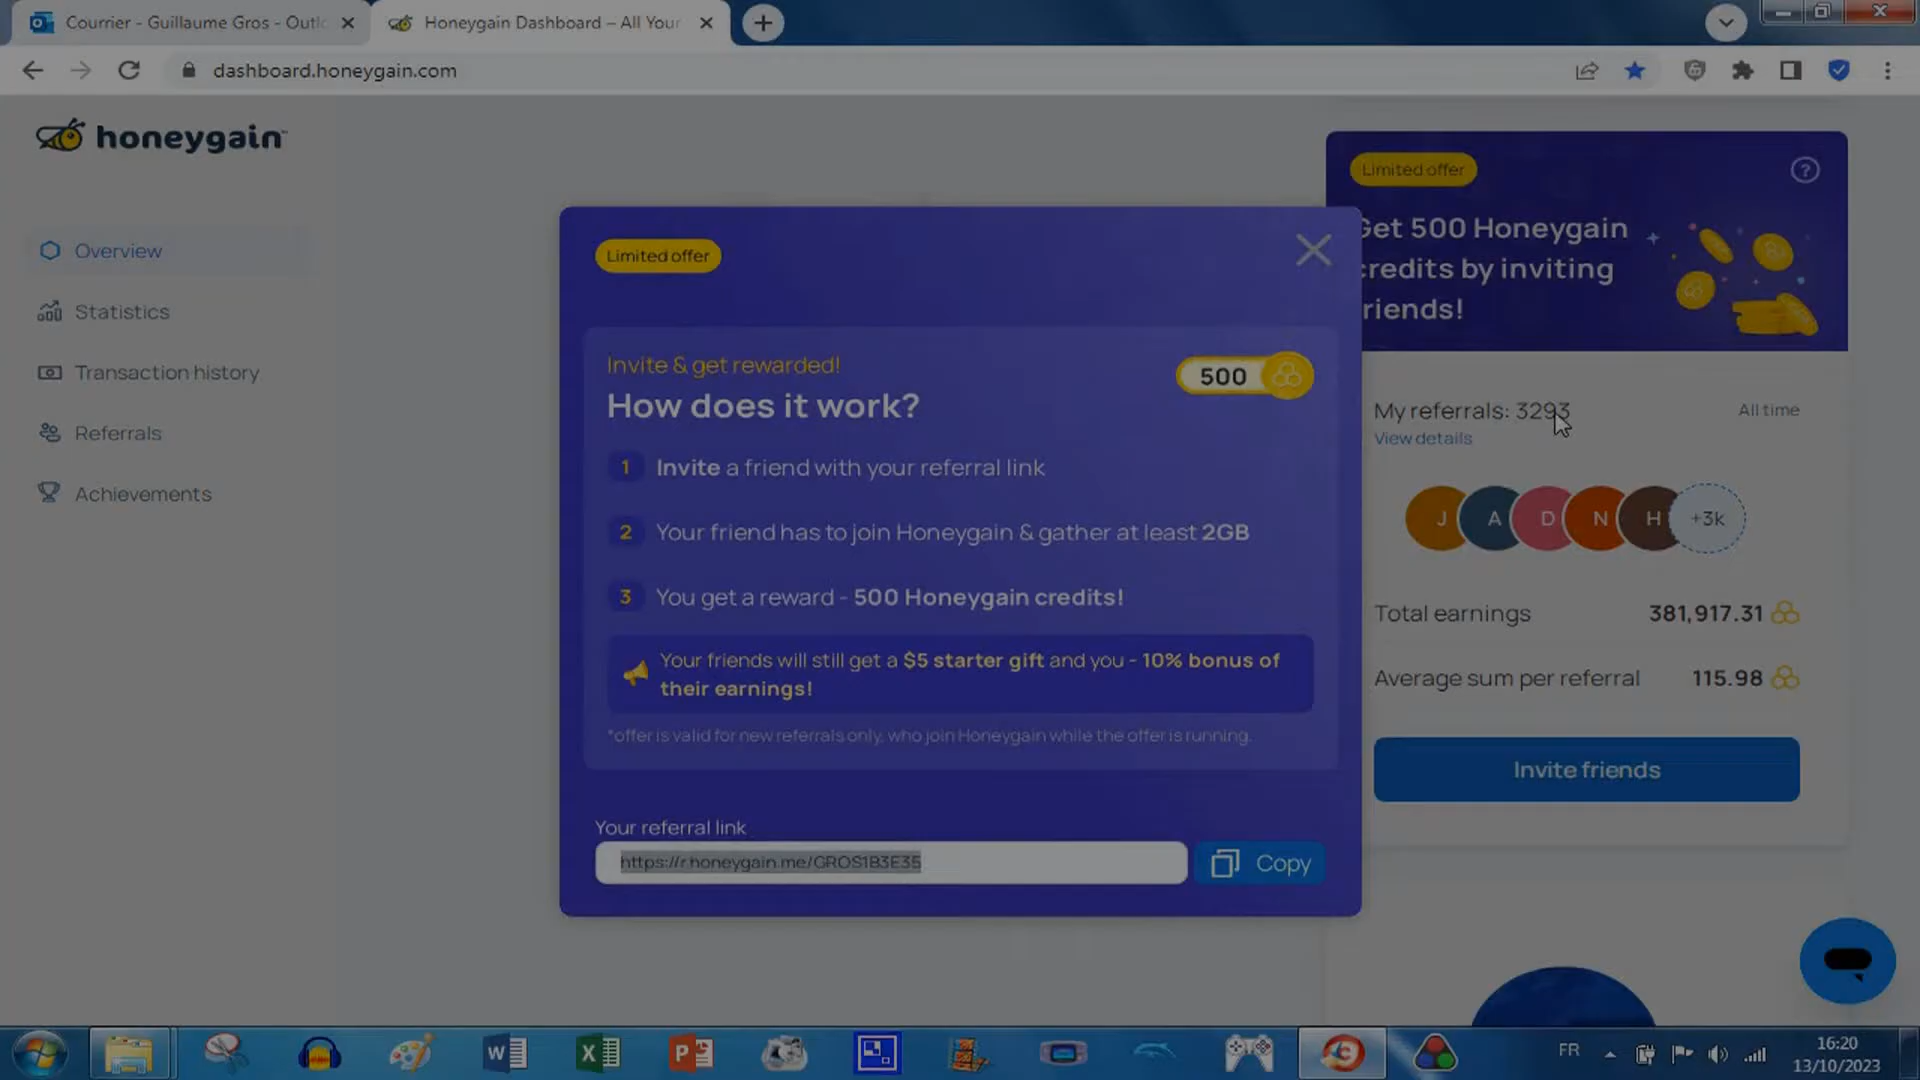 Courrier - Guillaume Gros - Outlo
Honeygain Dashboard – All Your
dashboard.honeygain.com
honeygain
Overview
Statistics
Transaction history
Referrals
Achievements
Limited offer
Invite & get rewarded!
500
How does it work?
1 Invite a friend with your referral link
2 Your friend has to join Honeygain & gather at least 2GB
3 You get a reward - 500 Honeygain credits!
Your friends will still get a $5 starter gift and you - 10% bonus of
their earnings!
*offer is valid for new referrals only, who join Honeygain while the offer is running.
Your referral link
https://r.honeygain.me/GROS1B3E35
Copy
Limited offer
?
Get 500 Honeygain
credits by inviting
friends!
My referrals: 3293
All time
View details
J A D N H +3k
Total earnings 381,917.31
Average sum per referral 115.98
Invite friends
FR
16:20
13/10/2023